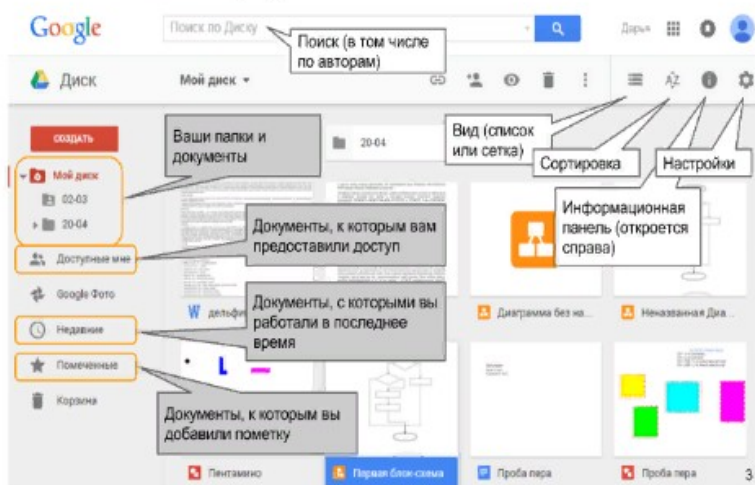 Google
Поиск по Диску
Поиск (в том числе
по авторам)
Дарья
Диск
Мой диск
СОЗДАТЬ
Ваши папки и
документы
20-04
Вид (список
или сетка)
Сортировка
Настройки
Мой диск
02-03
20-04
Информационная
панель (откроется
справа)
Документы, к которым вам
предоставили доступ
Доступные мне
Google Фото
Документы, с которыми вы
работали в последнее
время
Недавние
Помеченные
Корзина
Документы, к которым вы
добавили пометку
W дельфи
Диаграмма без на...
Неназванная Диа...
Пентамино
Первая блок-схема
Проба пера
Проба пера
3